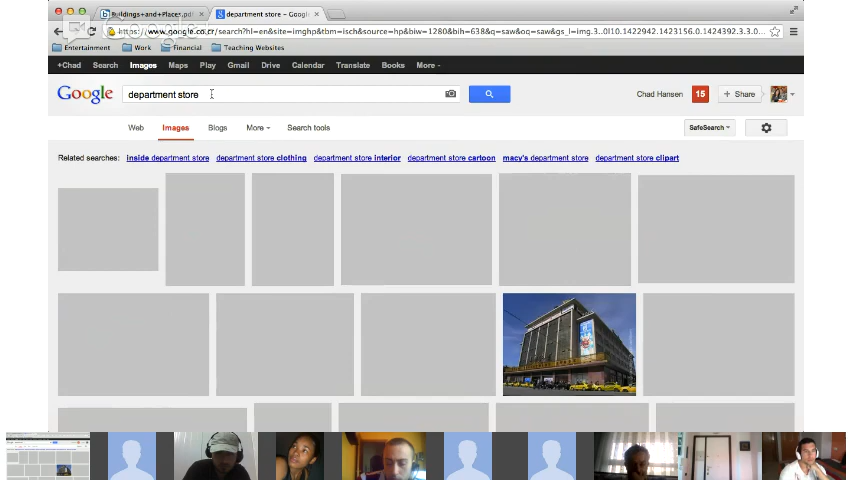 Buildings+and+Places.pdf
department store – Google
https://www.google.co.cr/search?hl=en&site=imghp&tbm=isch&source=hp&biw=1280&bih=638&q=saw&oq=saw&gs_l=img.3...0l10.1422942.1423156.0.1424392.3.3.0...
Entertainment Work Financial Teaching Websites
+Chad Search Images Maps Play Gmail Drive Calendar Translate Books More
Google department store Chad Hansen 15 + Share
Web Images Blogs More Search tools SafeSearch
Related searches: inside department store department store clothing department store interior department store cartoon macy's department store department store clipart